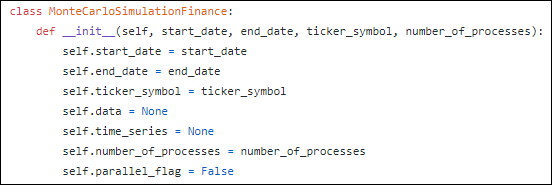 class MonteCarloSimulationFinance:
    def __init__(self, start_date, end_date, ticker_symbol, number_of_processes):
        self.start_date = start_date
        self.end_date = end_date
        self.ticker_symbol = ticker_symbol
        self.data = None
        self.time_series = None
        self.number_of_processes = number_of_processes
        self.parallel_flag = False